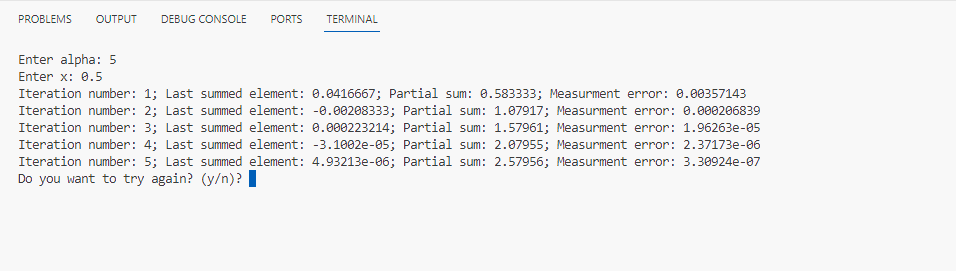 PROBLEMS OUTPUT DEBUG CONSOLE PORTS TERMINAL
Enter alpha: 5
Enter x: 0.5
Iteration number: 1; Last summed element: 0.0416667; Partial sum: 0.583333; Measurment error: 0.00357143
Iteration number: 2; Last summed element: -0.00208333; Partial sum: 1.07917; Measurment error: 0.000206839
Iteration number: 3; Last summed element: 0.000223214; Partial sum: 1.57961; Measurment error: 1.96263e-05
Iteration number: 4; Last summed element: -3.1002e-05; Partial sum: 2.07955; Measurment error: 2.37173e-06
Iteration number: 5; Last summed element: 4.93213e-06; Partial sum: 2.57956; Measurment error: 3.30924e-07
Do you want to try again? (y/n)?